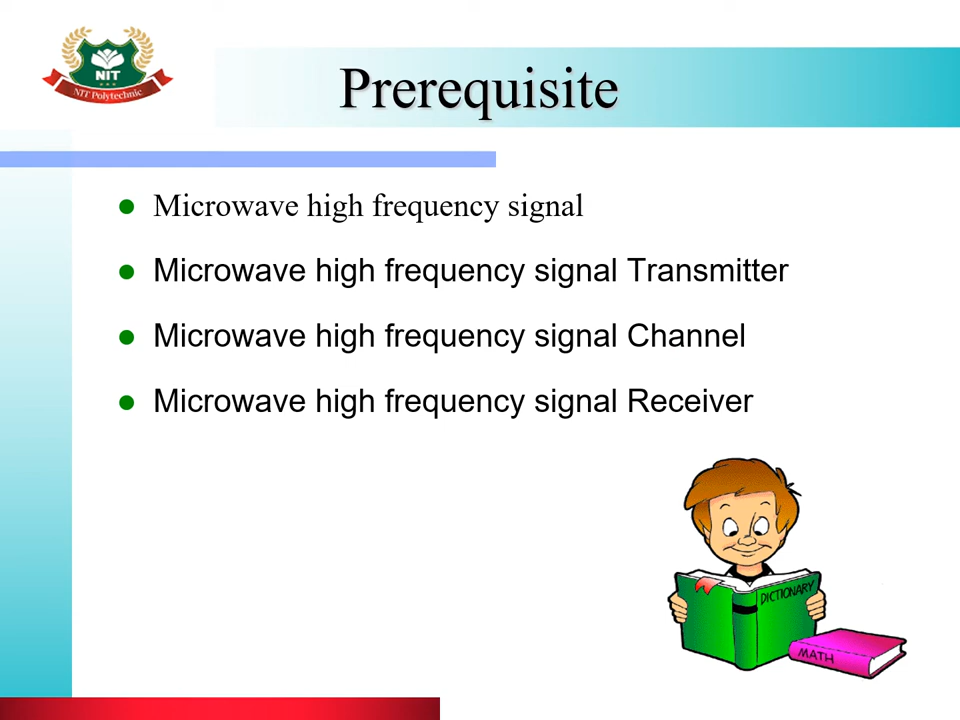 NIT
NIT Polytechnic
Prerequisite
Microwave high frequency signal
Microwave high frequency signal Transmitter
Microwave high frequency signal Channel
Microwave high frequency signal Receiver
DICTIONARY
MATH